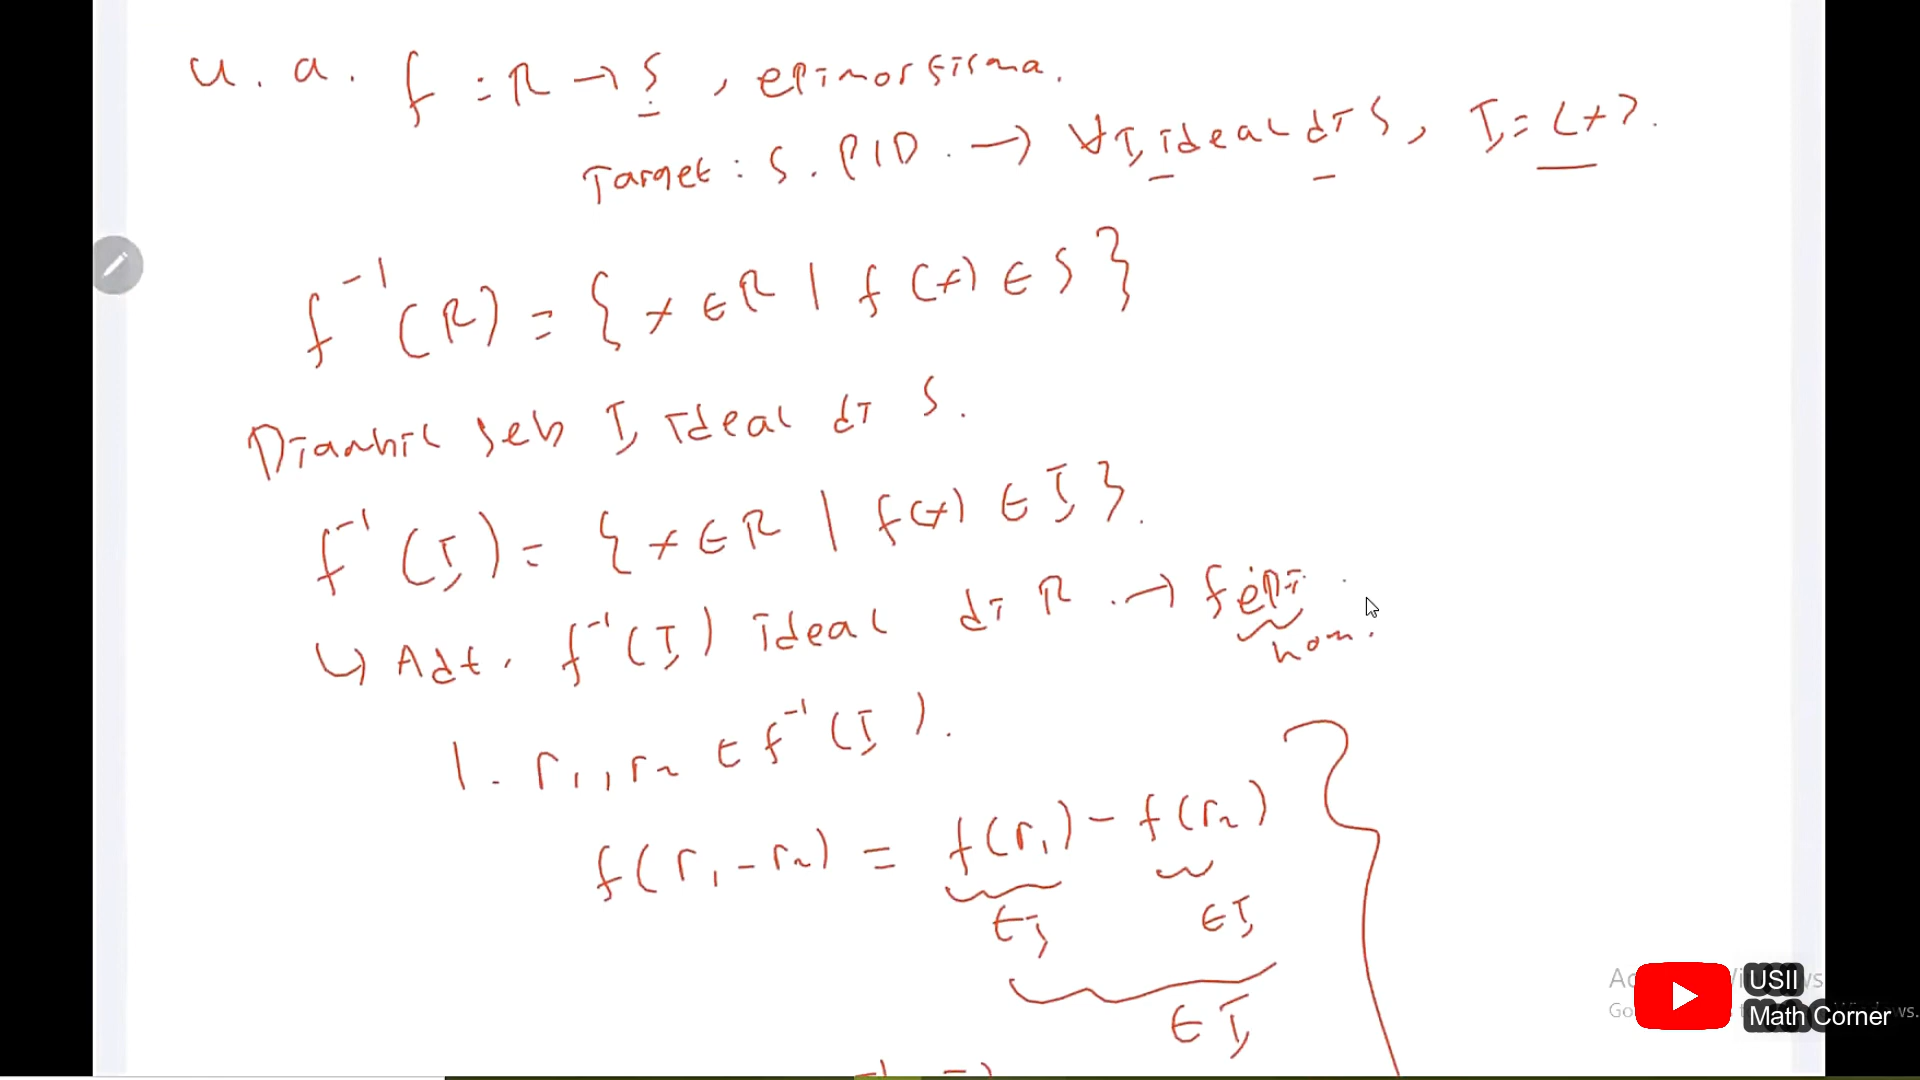 u.a. f : R → S, epimorfisma.
Target : S. PID. → ∀I ideal di S, I = <x>.
f⁻¹(R) = { x ∈ R | f(x) ∈ S }
Diambil seb I ideal di S.
f⁻¹(I) = { x ∈ R | f(x) ∈ I }.
↳ Adt. f⁻¹(I) ideal di R. → f epi.
hom.
1. r₁, r₂ ∈ f⁻¹(I).
f(r₁ - r₂) = f(r₁) - f(r₂)
∈ I ∈ I
∈ I
USII
Math Corner